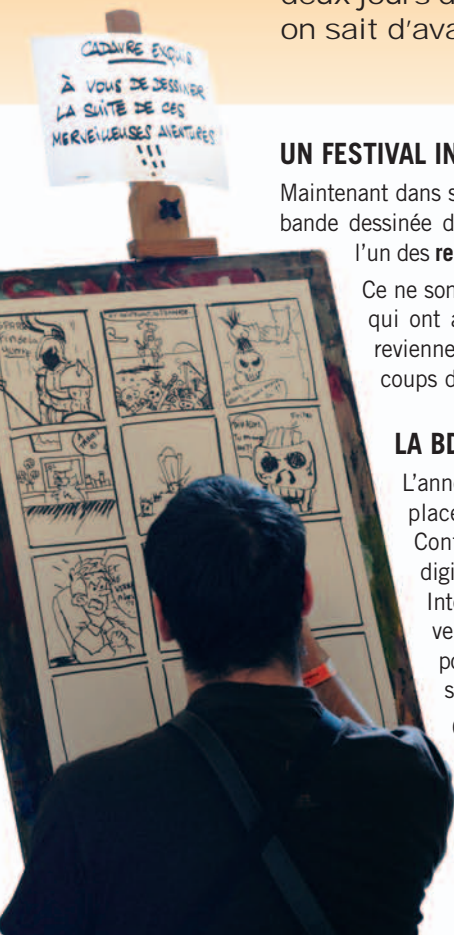 deux jours d
on sait d'ava
CADAVRE EXQUIS
À VOUS DE DESSINER
LA SUITE DE CES
MERVEILLEUSES AVENTURES
!!!
UN FESTIVAL IN
Maintenant dans s
bande dessinée d
l'un des re
Ce ne son
qui ont a
revienne
coups d
LA BD
L'anné
place
Cont
digi
Inte
ve
po
s